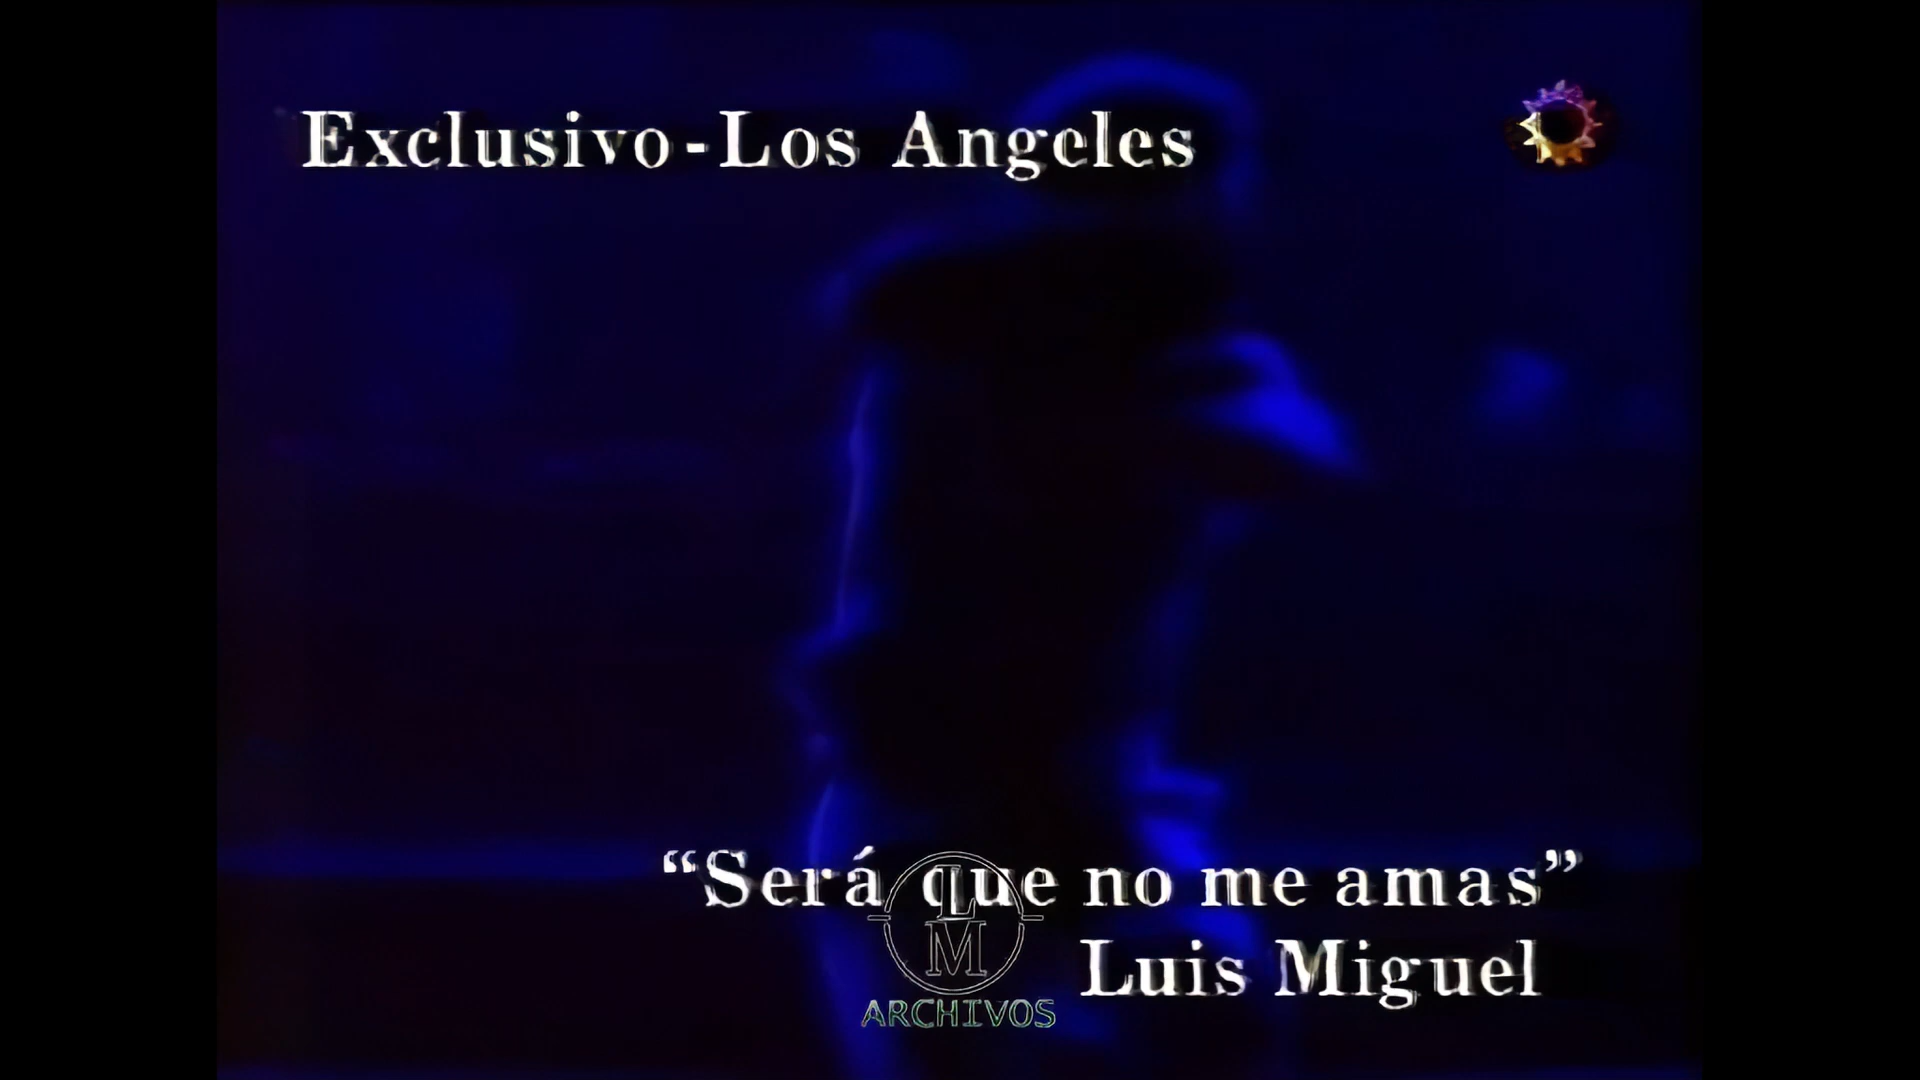 Exclusivo-Los Angeles
“Será que no me amas”
Luis Miguel
LM
ARCHIVOS